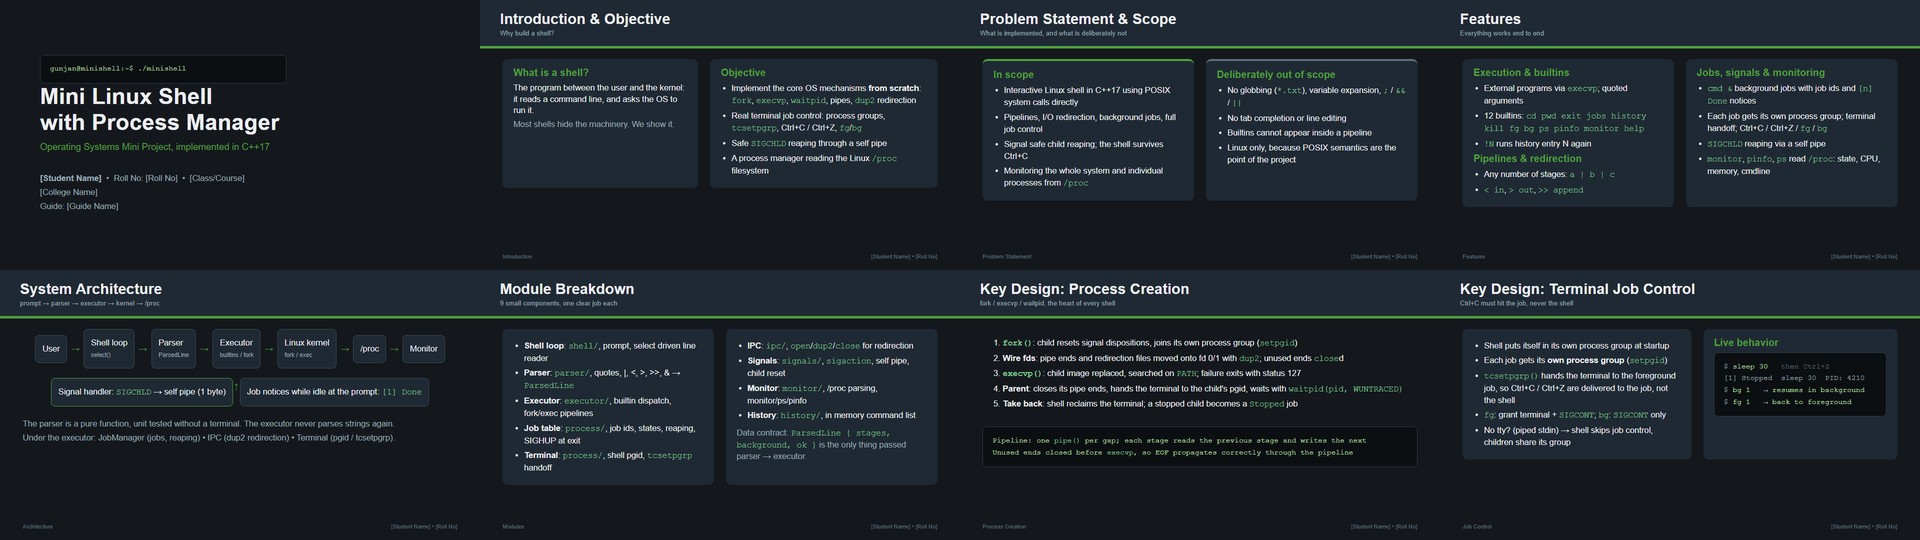 gunjan@minishell:~$ ./minishell
Mini Linux Shell
with Process Manager
Operating Systems Mini Project, implemented in C++17
[Student Name] • Roll No: [Roll No] • [Class/Course]
[College Name]
Guide: [Guide Name]
Introduction & Objective
Why build a shell?
What is a shell?
The program between the user and the kernel:
it reads a command line, and asks the OS to
run it.
Most shells hide the machinery. We show it.
Objective
• Implement the core OS mechanisms from scratch:
fork, execvp, waitpid, pipes, dup2 redirection
• Real terminal job control: process groups,
tcsetpgrp, Ctrl+C / Ctrl+Z, fg/bg
• Safe SIGCHLD reaping through a self pipe
• A process manager reading the Linux /proc
filesystem
Introduction
[Student Name] • [Roll No]
Problem Statement & Scope
What is implemented, and what is deliberately not
In scope
• Interactive Linux shell in C++17 using POSIX
system calls directly
• Pipelines, I/O redirection, background jobs, full
job control
• Signal safe child reaping; the shell survives
Ctrl+C
• Monitoring the whole system and individual
processes from /proc
Deliberately out of scope
• No globbing (*.txt), variable expansion, ; / &&
/ ||
• No tab completion or line editing
• Builtins cannot appear inside a pipeline
• Linux only, because POSIX semantics are the
point of the project
Problem Statement
[Student Name] • [Roll No]
Features
Everything works end to end
Execution & builtins
• External programs via execvp; quoted
arguments
• 12 builtins: cd pwd exit jobs history
kill fg bg ps pinfo monitor help
• !N runs history entry N again
Pipelines & redirection
• Any number of stages: a | b | c
• < in, > out, >> append
Jobs, signals & monitoring
• cmd & background jobs with job ids and [n]
Done notices
• Each job gets its own process group; terminal
handoff; Ctrl+C / Ctrl+Z / fg / bg
• SIGCHLD reaping via a self pipe
• monitor, pinfo, ps read /proc: state, CPU,
memory, cmdline
Features
[Student Name] • [Roll No]
System Architecture
prompt → parser → executor → kernel → /proc
User → Shell loop → Parser → Executor → Linux kernel → /proc → Monitor
select() ParsedLine builtins / fork fork / exec
Signal handler: SIGCHLD → self pipe (1 byte) ↑ Job notices while idle at the prompt: [1] Done
The parser is a pure function, unit tested without a terminal. The executor never parses strings again.
Under the executor: JobManager (jobs, reaping) • IPC (dup2 redirection) • Terminal (pgid / tcsetpgrp).
Architecture
[Student Name] • [Roll No]
Module Breakdown
9 small components, one clear job each
• Shell loop: shell/, prompt, select driven line
reader
• Parser: parser/, quotes, |, <, >, >>, & →
ParsedLine
• Executor: executor/, builtin dispatch,
fork/exec pipelines
• Job table: process/, job ids, states, reaping,
SIGHUP at exit
• Terminal: process/, shell pgid, tcsetpgrp
handoff
• IPC: ipc/, open/dup2/close for redirection
• Signals: signals/, sigaction, self pipe,
child reset
• Monitor: monitor/, /proc parsing,
monitor/ps/pinfo
• History: history/, in memory command list
Data contract: ParsedLine { stages,
background, ok } is the only thing passed
parser → executor.
Modules
[Student Name] • [Roll No]
Key Design: Process Creation
fork / execvp / waitpid, the heart of every shell
1. fork(): child resets signal dispositions, joins its own process group (setpgid)
2. Wire fds: pipe ends and redirection files moved onto fd 0/1 with dup2; unused ends closed
3. execvp(): child image replaced, searched on PATH; failure exits with status 127
4. Parent: closes its pipe ends, hands the terminal to the child's pgid, waits with waitpid(pid, WUNTRACED)
5. Take back: shell reclaims the terminal; a stopped child becomes a Stopped job
Pipeline: one pipe() per gap; each stage reads the previous stage and writes the next
Unused ends closed before execvp, so EOF propagates correctly through the pipeline
Process Creation
[Student Name] • [Roll No]
Key Design: Terminal Job Control
Ctrl+C must hit the job, never the shell
• Shell puts itself in its own process group at startup
• Each job gets its own process group (setpgid)
• tcsetpgrp() hands the terminal to the foreground
job, so Ctrl+C / Ctrl+Z are delivered to the job, not
the shell
• fg: grant terminal + SIGCONT; bg: SIGCONT only
• No tty? (piped stdin) → shell skips job control,
children share its group
Live behavior
$ sleep 30 then Ctrl+Z
[1] Stopped sleep 30 PID: 4210
$ bg 1 → resumes in background
$ fg 1 → back to foreground
Job Control
[Student Name] • [Roll No]